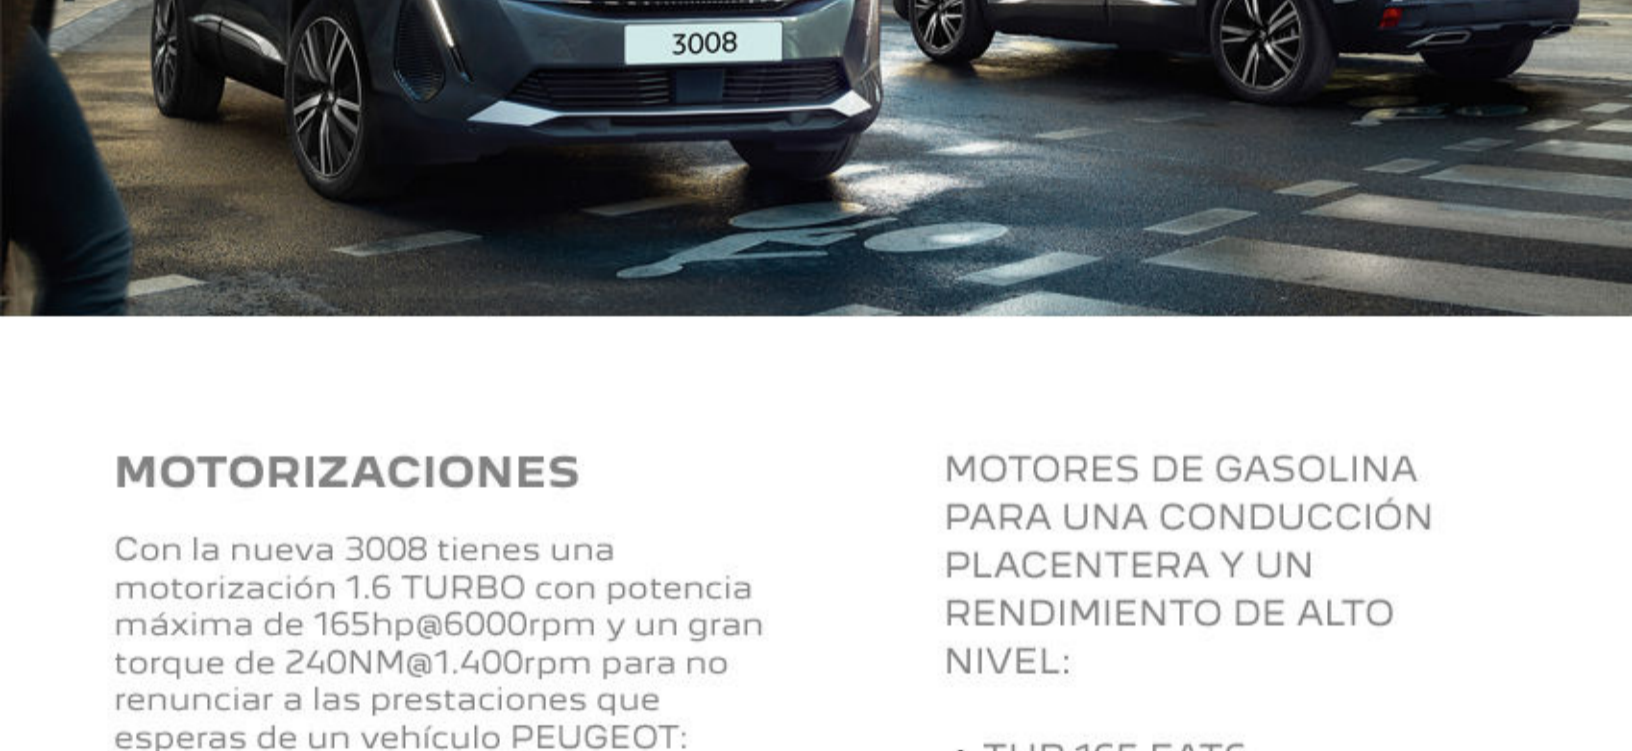 3008
MOTORIZACIONES
Con la nueva 3008 tienes una
motorización 1.6 TURBO con potencia
máxima de 165hp@6000rpm y un gran
torque de 240NM@1.400rpm para no
renunciar a las prestaciones que
esperas de un vehículo PEUGEOT:
MOTORES DE GASOLINA
PARA UNA CONDUCCIÓN
PLACENTERA Y UN
RENDIMIENTO DE ALTO
NIVEL: